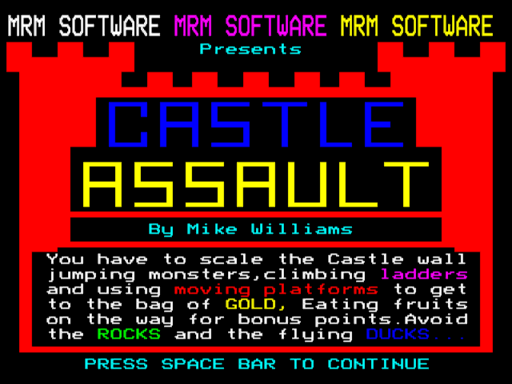 MRM SOFTWARE MRM SOFTWARE MRM SOFTWARE
Presents
CASTLE
ASSAULT
By Mike Williams
You have to scale the Castle wall
jumping monsters,climbing ladders
and using moving platforms to get
to the bag of GOLD, Eating fruits
on the way for bonus points.Avoid
the ROCKS and the flying DUCKS...
PRESS SPACE BAR TO CONTINUE